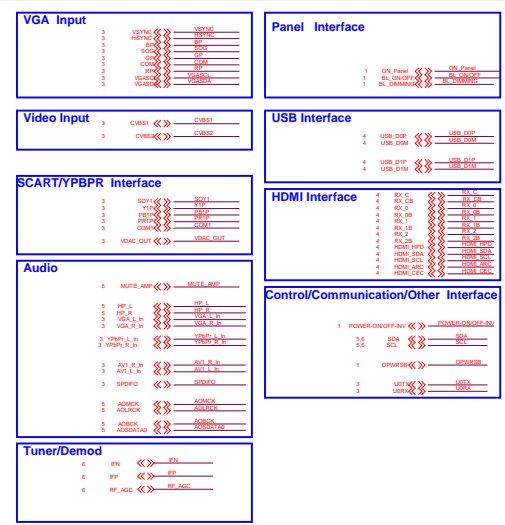 VGA Input
3 VSYNC VSYNC
3 HSYNC HSYNC
3 BP BP
3 SOG SOG
3 GP GP
3 COM COM
3 RP RP
3 VGASCL VGASCL
3 VGASDA VGASDA
Video Input
3 CVBS1 CVBS1
3 CVBS2 CVBS2
SCART/YPBPR Interface
3 SOY1 SOY1
3 Y1P Y1P
3 PB1P PB1P
3 PR1P PR1P
3 COM1 COM1
3 VDAC_OUT VDAC_OUT
Audio
5 MUTE_AMP MUTE_AMP
5 HP_L HP_L
5 HP_R HP_R
3 VGA_L_In VGA_L_In
3 VGA_R_In VGA_R_In
3 YPbPr_L_In YPbPr_L_In
3 YPbPr_R_In YPbPr_R_In
3 AV1_R_In AV1_R_In
3 AV1_L_In AV1_L_In
3 SPDIFO SPDIFO
5 AOMCK AOMCK
5 AOLRCK AOLRCK
5 AOBCK AOBCK
5 AOSDATA0 AOSDATA0
Tuner/Demod
6 IFN IFN
6 IFP IFP
6 RF_AGC RF_AGC
Panel Interface
1 ON_Panel ON_Panel
1 BL_ON/OFF BL_ON/OFF
1 BL_DIMMING BL_DIMMING
USB Interface
4 USB_D0P USB_D0P
4 USB_D0M USB_D0M
4 USB_D1P USB_D1P
4 USB_D1M USB_D1M
HDMI Interface
4 RX_C RX_C
4 RX_CB RX_CB
4 RX_0 RX_0
4 RX_0B RX_0B
4 RX_1 RX_1
4 RX_1B RX_1B
4 RX_2 RX_2
4 RX_2B RX_2B
4 HDMI_HPD HDMI_HPD
4 HDMI_SDA HDMI_SDA
4 HDMI_SCL HDMI_SCL
4 HDMI_ARC HDMI_ARC
4 HDMI_CEC HDMI_CEC
Control/Communication/Other Interface
1 POWER-ON/OFF-INV POWER-ON/OFF-INV
5,6 SDA SDA
5,6 SCL SCL
1 OPWRSB OPWRSB
3 U0TX U0TX
3 U0RX U0RX